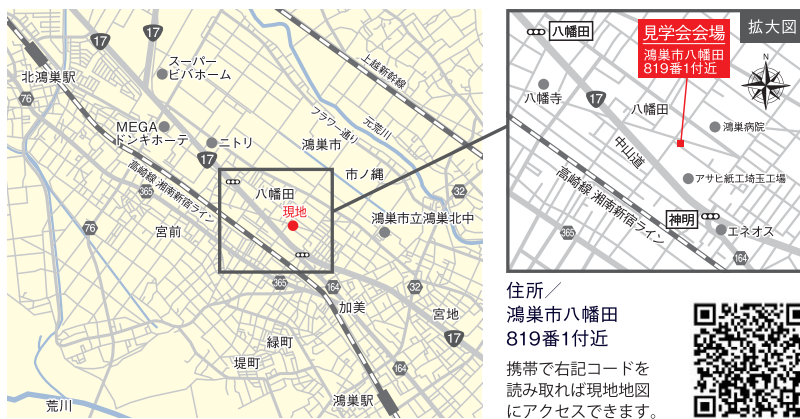 17
17
スーパー
ビバホーム
上越新幹線
北鴻巣駅
76
MEGA
ドンキホーテ
ニトリ
フラワー通り
元荒川
鴻巣市
17
市ノ縄
高崎線 湘南新宿ライン
365
八幡田
現地
32
76
宮前
鴻巣市立鴻巣北中
365
164
32
加美
宮地
17
緑町
堤町
164
荒川
鴻巣駅
八幡田
見学会会場
鴻巣市八幡田
819番1付近
拡大図
N
八幡寺
17
八幡田
鴻巣病院
中山道
アサヒ紙工埼玉工場
高崎線 湘南新宿ライン
神明
エネオス
365
164
住所/
鴻巣市八幡田
819番1付近
携帯で右記コードを
読み取れば現地地図
にアクセスできます。